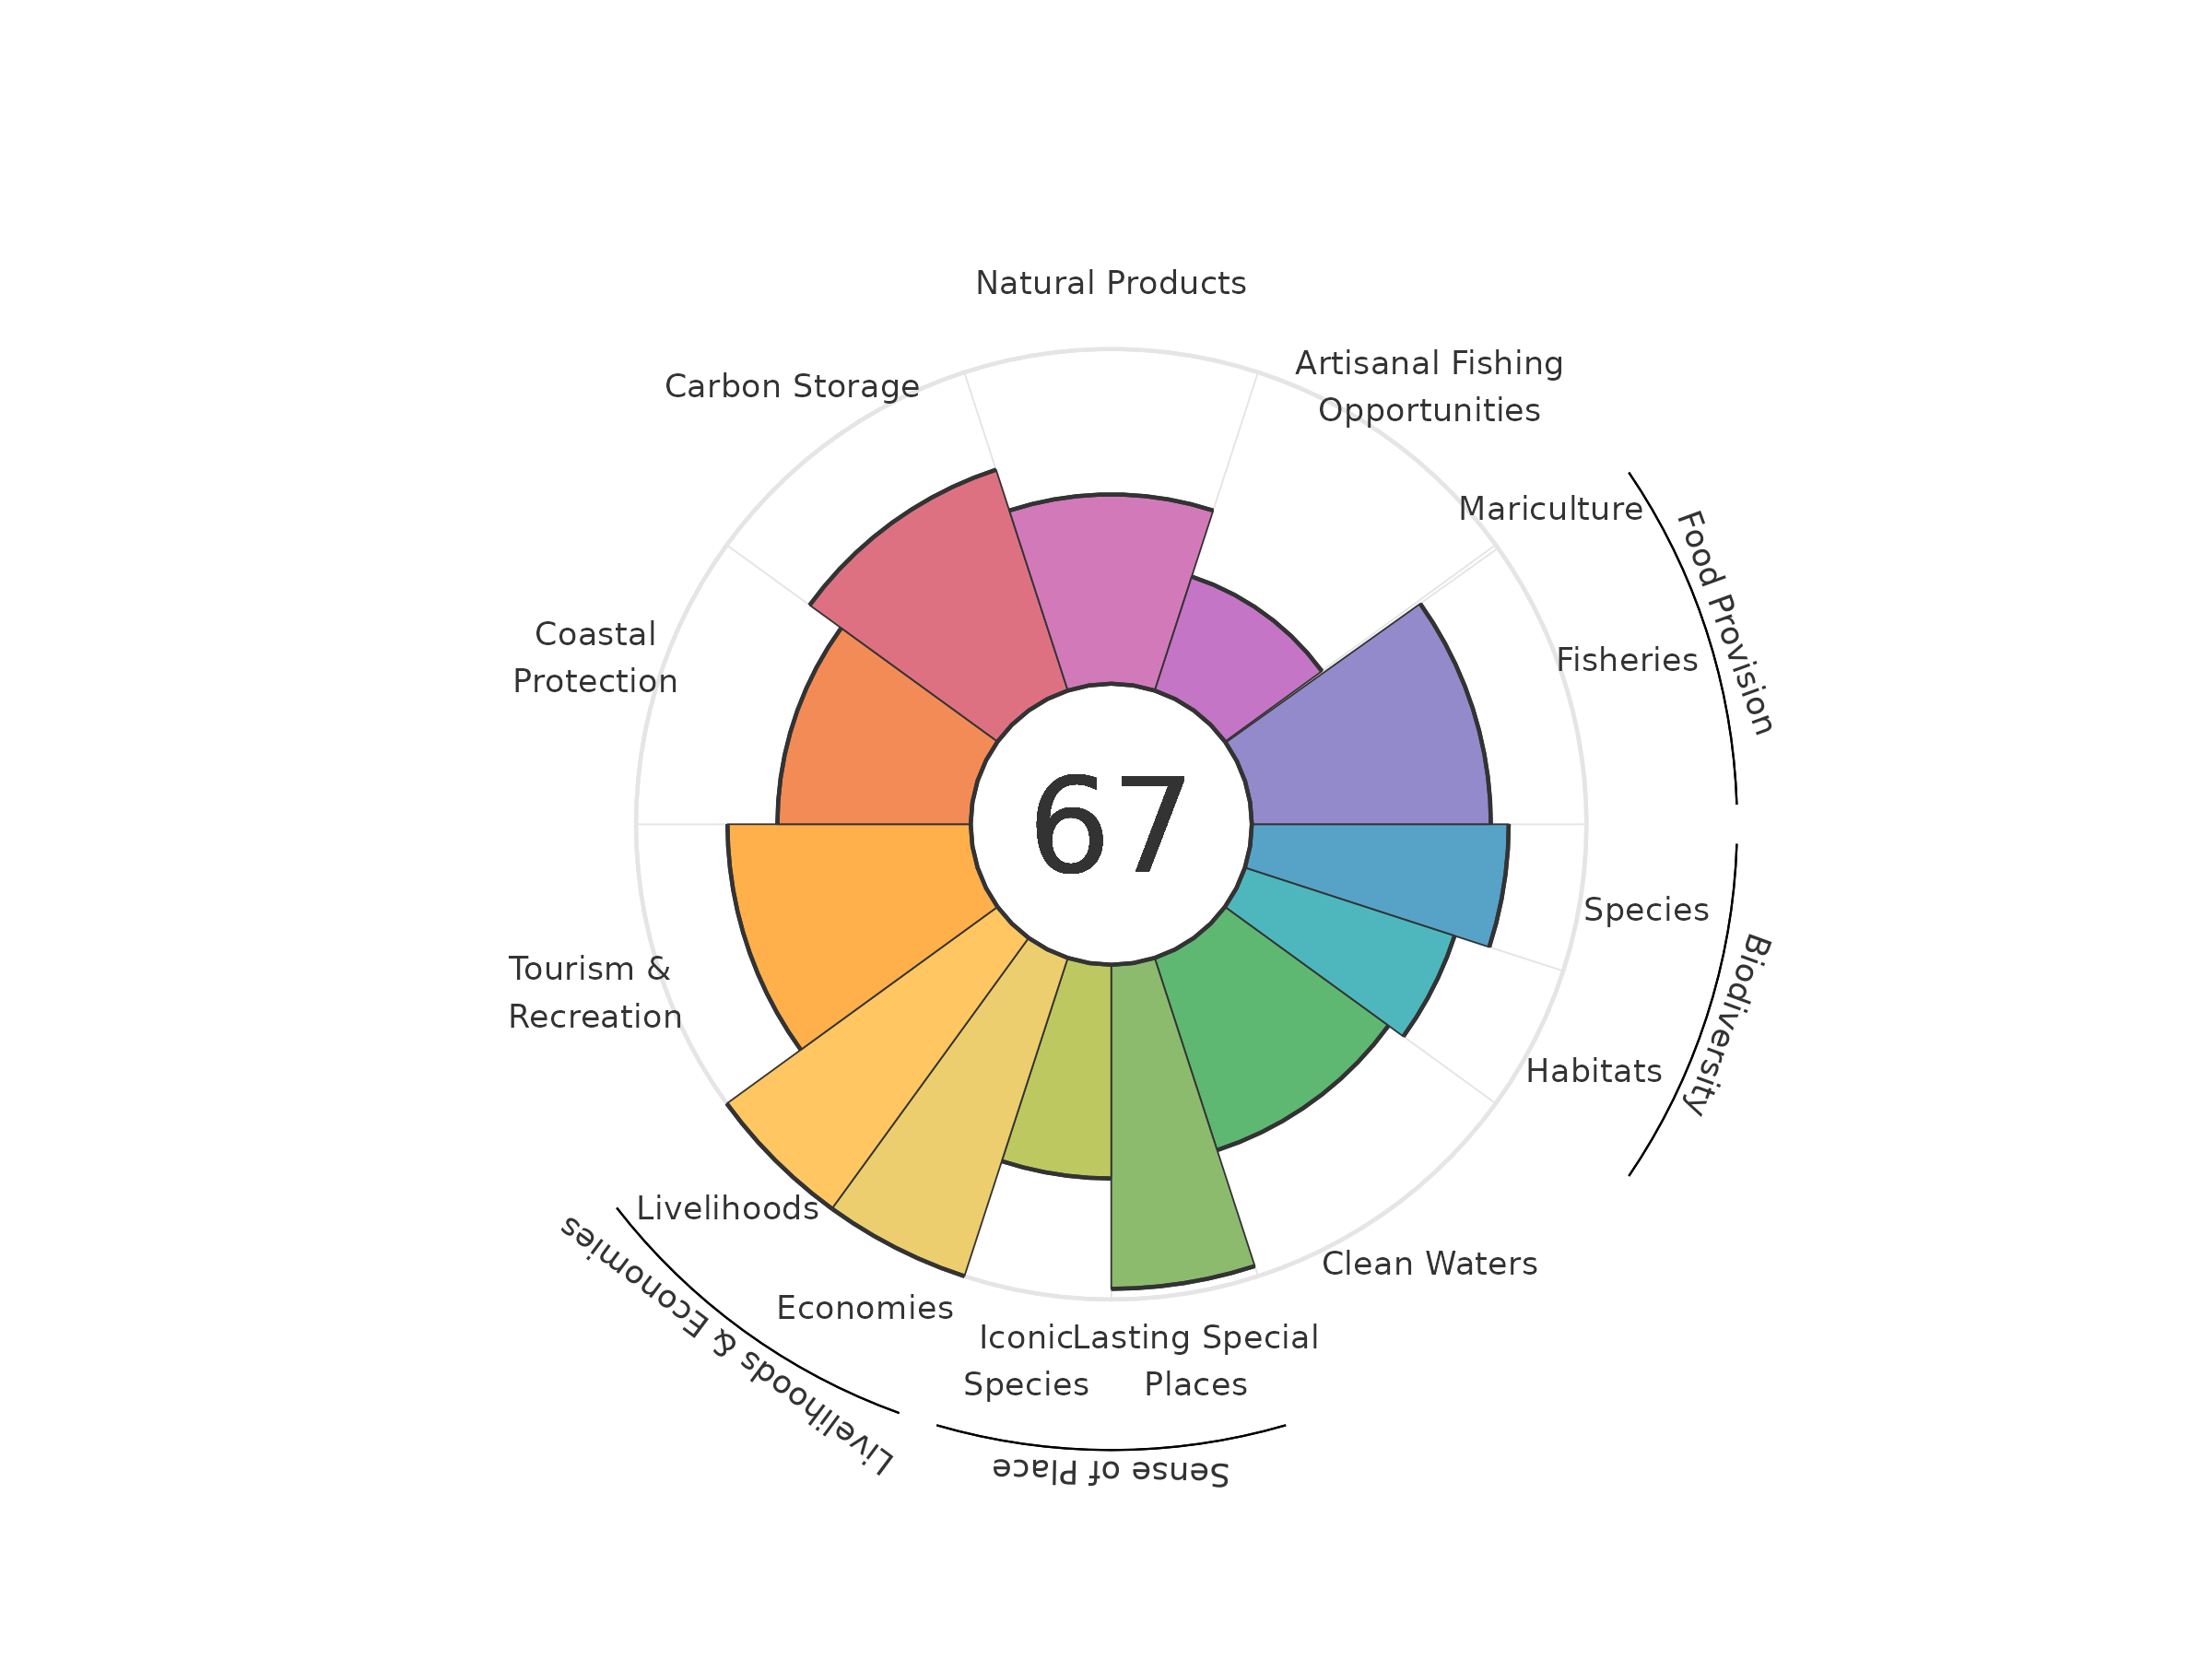 Natural Products
Carbon Storage
Artisanal Fishing
Opportunities
Mariculture
Food Provision
Coastal
Protection
Fisheries
67
Species
Biodiversity
Tourism &
Recreation
Habitats
Livelihoods
Clean Waters
Economies
Livelihoods & Economies
Iconic
Species
Lasting Special
Places
Sense of Place